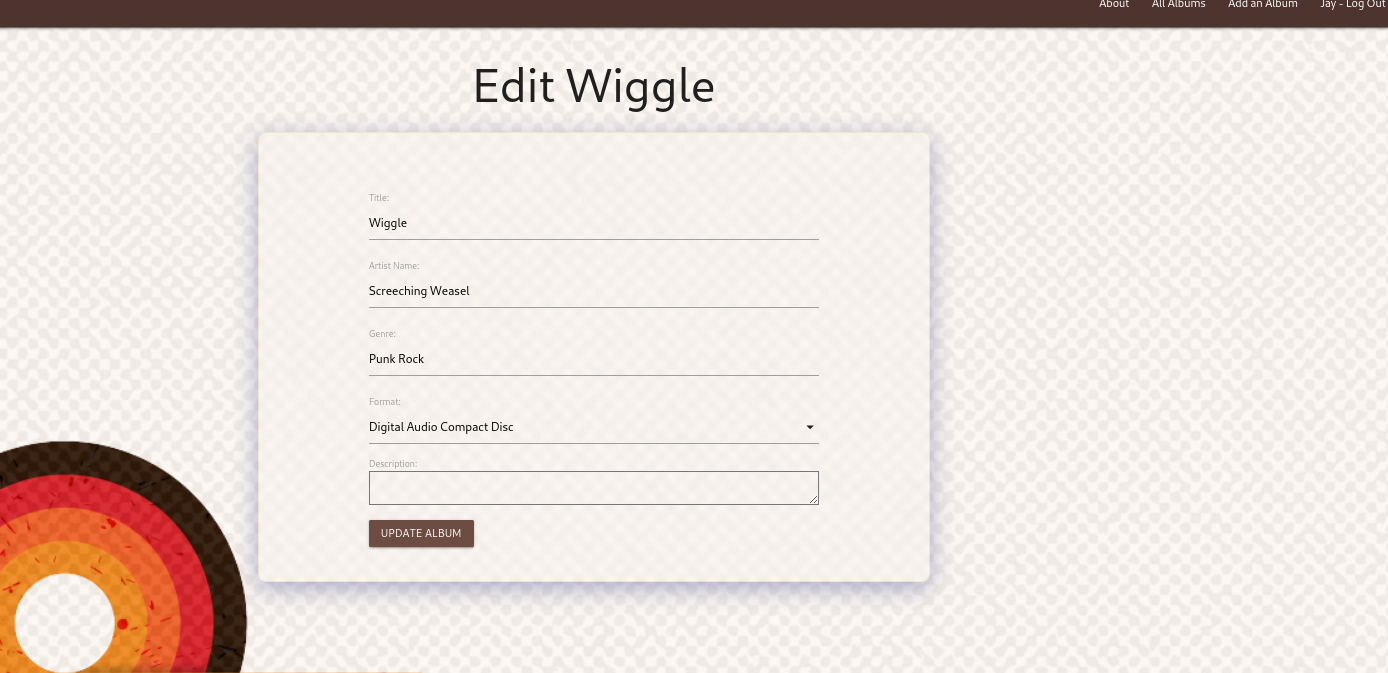 About All Albums Add an Album Jay - Log Out
Edit Wiggle
Title:
Wiggle
Artist Name:
Screeching Weasel
Genre:
Punk Rock
Format:
Digital Audio Compact Disc
Description:
UPDATE ALBUM